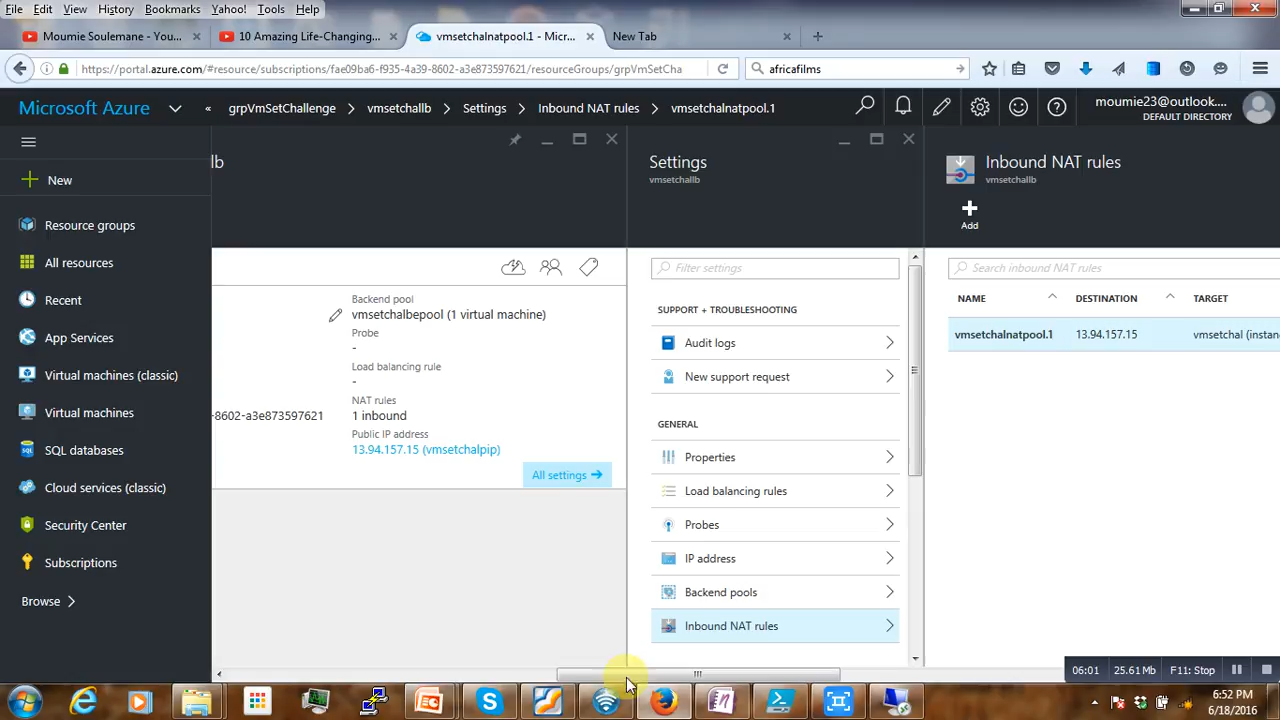 File Edit View History Bookmarks Yahoo! Tools Help
Moumie Soulemane - You... 10 Amazing Life-Changing... vmsetchalnatpool.1 - Micr... New Tab
https://portal.azure.com/#resource/subscriptions/fae09ba6-f935-4a39-8602-a3e873597621/resourceGroups/grpVmSetCha africafilms
Microsoft Azure « grpVmSetChallenge vmsetchallb Settings Inbound NAT rules vmsetchalnatpool.1 moumie23@outlook....
DEFAULT DIRECTORY
New
Resource groups
All resources
Recent
App Services
Virtual machines (classic)
Virtual machines
SQL databases
Cloud services (classic)
Security Center
Subscriptions
Browse
lb
Backend pool
vmsetchalbepool (1 virtual machine)
Probe
-
Load balancing rule
-
NAT rules
-8602-a3e873597621 1 inbound
Public IP address
13.94.157.15 (vmsetchalpip)
All settings
Settings
vmsetchallb
Filter settings
SUPPORT + TROUBLESHOOTING
Audit logs
New support request
GENERAL
Properties
Load balancing rules
Probes
IP address
Backend pools
Inbound NAT rules
Inbound NAT rules
vmsetchallb
Add
Search inbound NAT rules
NAME DESTINATION TARGET
vmsetchalnatpool.1 13.94.157.15 vmsetchal (instan
06:01 25.61 Mb F11: Stop
6:52 PM
6/18/2016